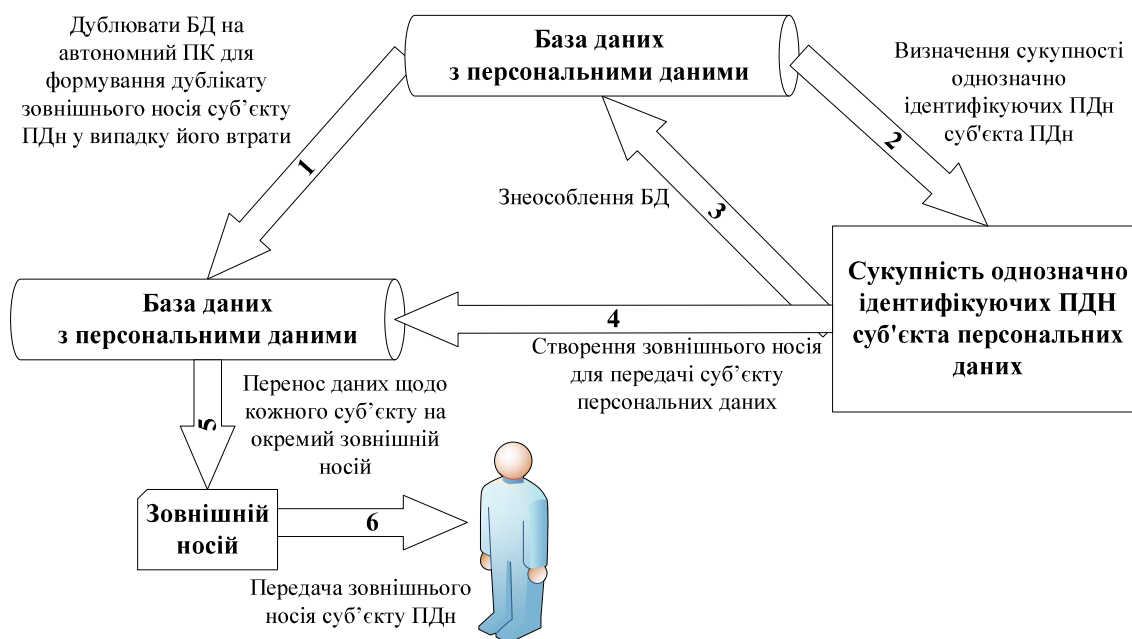 Дублювати БД на
автономний ПК для
формування дублікату
зовнішнього носія суб’єкту
ПДн у випадку його втрати
База даних
з персональними даними
Визначення сукупності
однозначно
ідентифікуючих ПДн
суб'єкта ПДн
1
2
Знеособлення БД
3
База даних
з персональними даними
Сукупність однозначно
ідентифікуючих ПДН
суб'єкта персональних
даних
4
Створення зовнішнього носія
для передачі суб’єкту
персональних даних
5
Перенос даних щодо
кожного суб’єкту на
окремий зовнішній
носій
Зовнішній
носій
6
Передача зовнішнього
носія суб’єкту ПДн